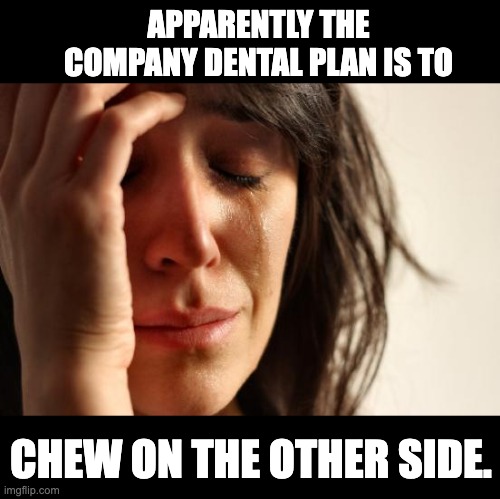 APPARENTLY THE
COMPANY DENTAL PLAN IS TO
CHEW ON THE OTHER SIDE.
imgflip.com